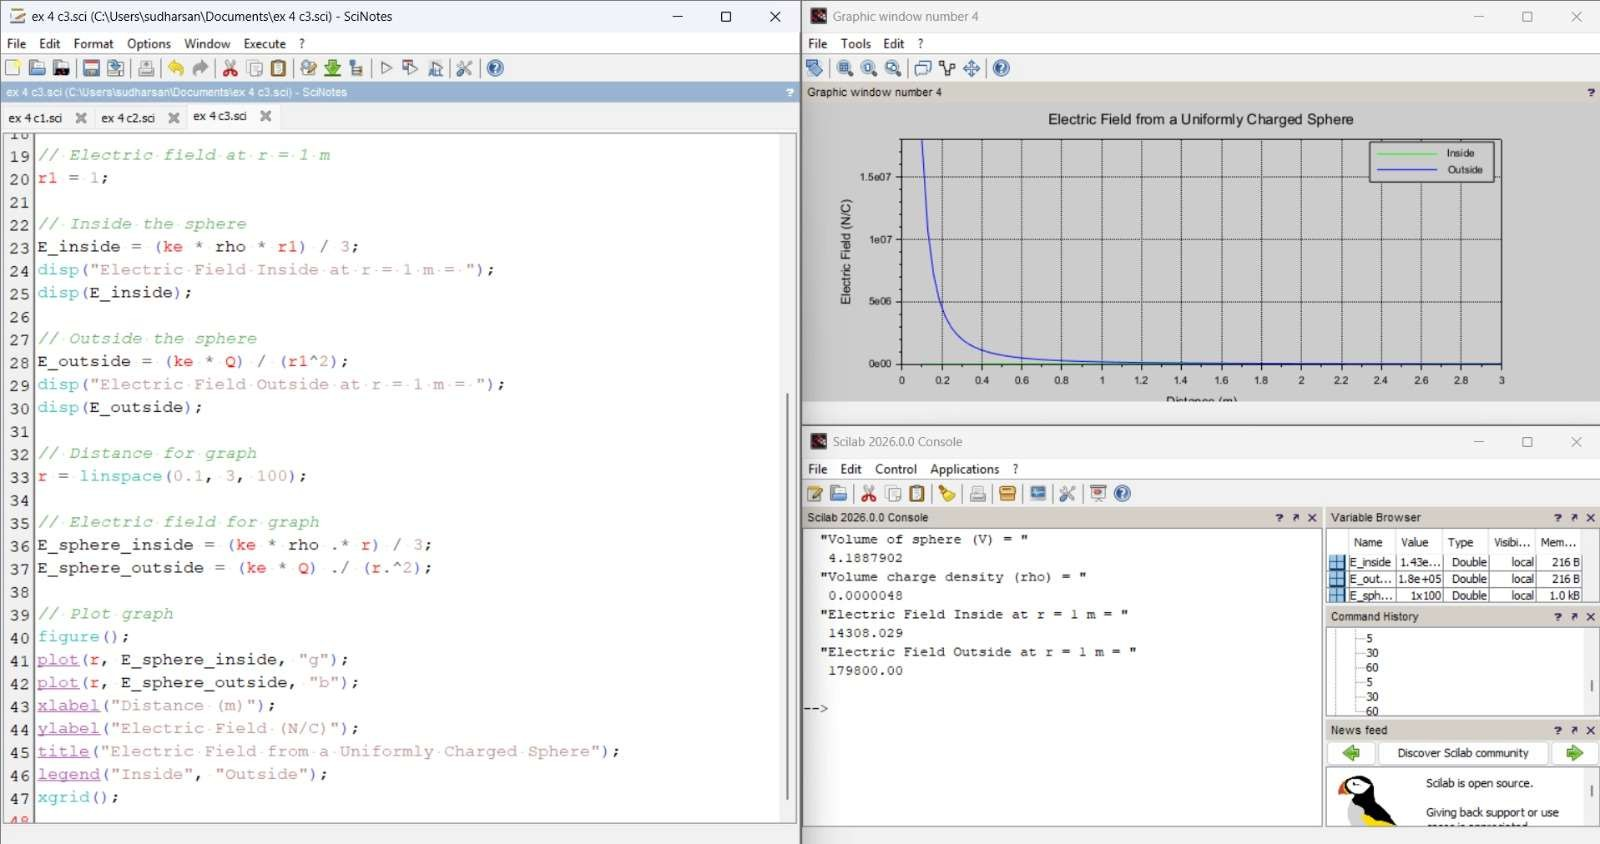 ex 4 c3.sci (C:\Users\sudharsan\Documents\ex 4 c3.sci) - SciNotes
File Edit Format Options Window Execute ?
ex 4 c3.sci (C:\Users\sudharsan\Documents\ex 4 c3.sci) - SciNotes ?
ex 4 c1.sci ex 4 c2.sci ex 4 c3.sci
19 // Electric field at r = 1 m
20 r1 = 1;
21
22 // Inside the sphere
23 E_inside = (ke * rho * r1) / 3;
24 disp("Electric Field Inside at r = 1 m = ");
25 disp(E_inside);
26
27 // Outside the sphere
28 E_outside = (ke * Q) / (r1^2);
29 disp("Electric Field Outside at r = 1 m = ");
30 disp(E_outside);
31
32 // Distance for graph
33 r = linspace(0.1, 3, 100);
34
35 // Electric field for graph
36 E_sphere_inside = (ke * rho .* r) / 3;
37 E_sphere_outside = (ke * Q) ./ (r.^2);
38
39 // Plot graph
40 figure();
41 plot(r, E_sphere_inside, "g");
42 plot(r, E_sphere_outside, "b");
43 xlabel("Distance (m)");
44 ylabel("Electric Field (N/C)");
45 title("Electric Field from a Uniformly Charged Sphere");
46 legend("Inside", "Outside");
47 xgrid();
48
Graphic window number 4
File Tools Edit ?
Graphic window number 4 ?
Electric Field from a Uniformly Charged Sphere
Inside
Outside
Electric Field (N/C)
1.5e07
1e07
5e06
0e00
0 0.2 0.4 0.6 0.8 1 1.2 1.4 1.6 1.8 2 2.2 2.4 2.6 2.8 3
Distance (m)
Scilab 2026.0.0 Console
File Edit Control Applications ?
Scilab 2026.0.0 Console ?
"Volume of sphere (V) = "
4.1887902
"Volume charge density (rho) = "
0.0000048
"Electric Field Inside at r = 1 m = "
14308.029
"Electric Field Outside at r = 1 m = "
179800.00
-->
Variable Browser ?
Name Value Type Visibi... Mem...
E_inside 1.43e... Double local 216 B
E_out... 1.8e+05 Double local 216 B
E_sph... 1x100 Double local 1.0 kB
Command History ?
5
30
60
5
30
60
News feed ?
Discover Scilab community
Scilab is open source.
Giving back support or use